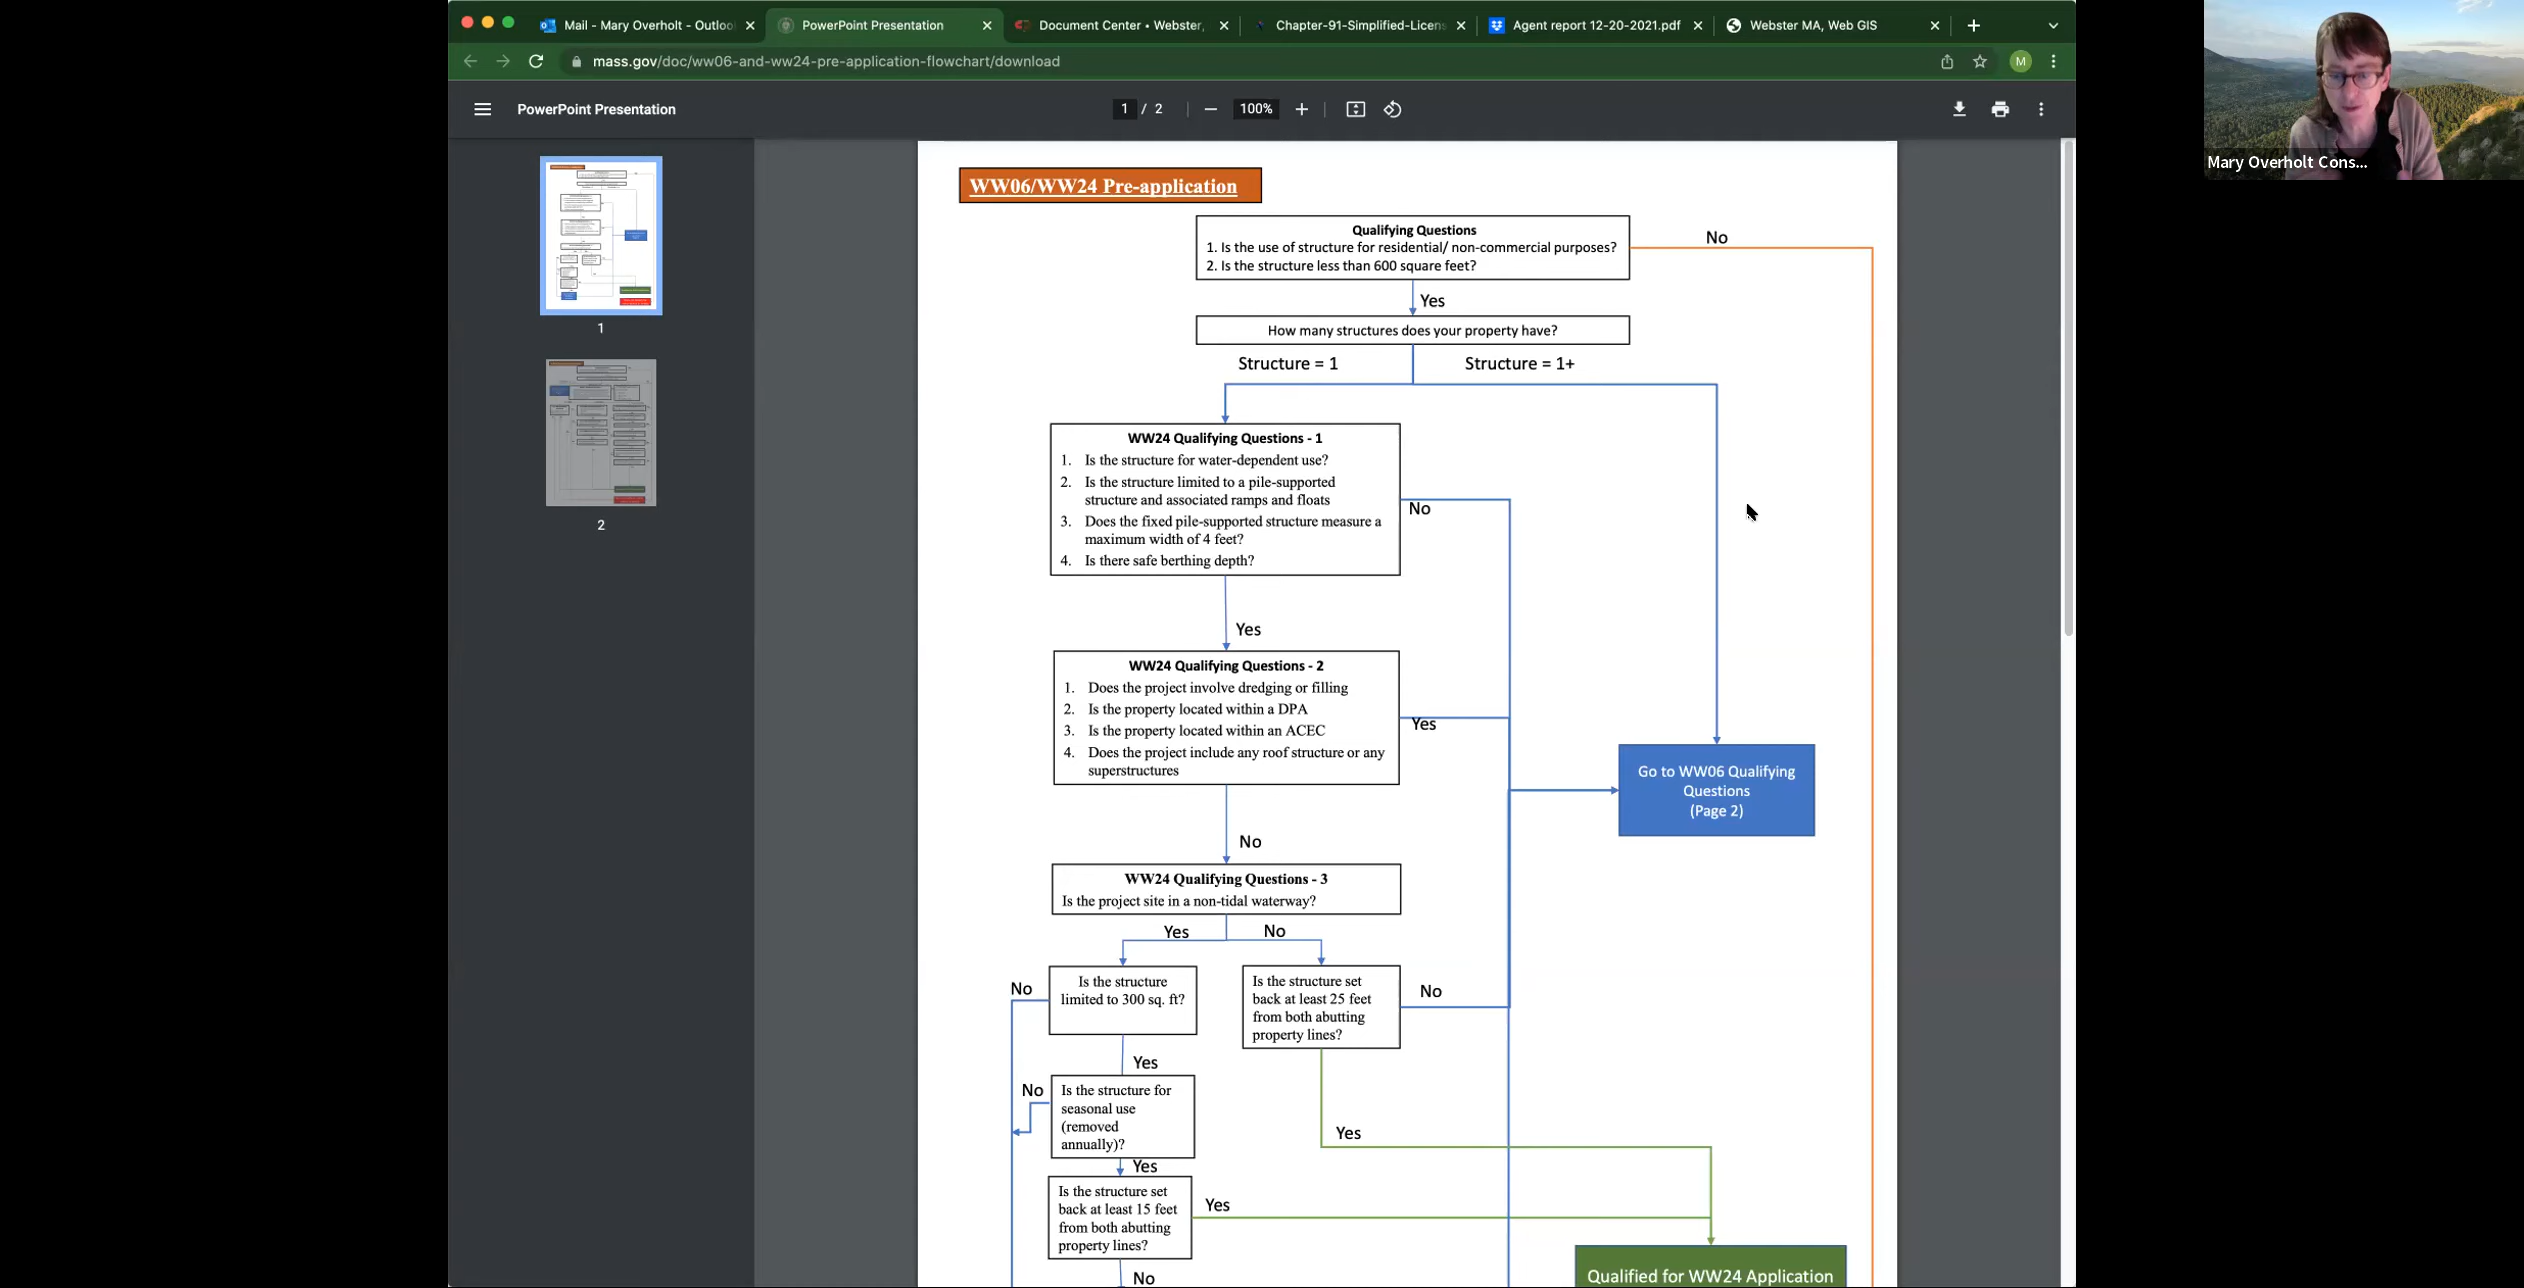 Mail - Mary Overholt - Outloo
PowerPoint Presentation
Document Center • Webster,
Chapter-91-Simplified-Licens
Agent report 12-20-2021.pdf
Webster MA, Web GIS
mass.gov/doc/ww06-and-ww24-pre-application-flowchart/download
M
PowerPoint Presentation
1 / 2
100%
Mary Overholt Cons...
1
2
WW06/WW24 Pre-application
Qualifying Questions
1. Is the use of structure for residential/ non-commercial purposes?
2. Is the structure less than 600 square feet?
No
Yes
How many structures does your property have?
Structure = 1
Structure = 1+
WW24 Qualifying Questions - 1
1. Is the structure for water-dependent use?
2. Is the structure limited to a pile-supported
structure and associated ramps and floats
3. Does the fixed pile-supported structure measure a
maximum width of 4 feet?
4. Is there safe berthing depth?
No
Yes
WW24 Qualifying Questions - 2
1. Does the project involve dredging or filling
2. Is the property located within a DPA
3. Is the property located within an ACEC
4. Does the project include any roof structure or any
superstructures
Yes
Go to WW06 Qualifying
Questions
(Page 2)
No
WW24 Qualifying Questions - 3
Is the project site in a non-tidal waterway?
Yes
No
No
Is the structure
limited to 300 sq. ft?
Is the structure set
back at least 25 feet
from both abutting
property lines?
No
Yes
No
Is the structure for
seasonal use
(removed
annually)?
Yes
Yes
Is the structure set
back at least 15 feet
from both abutting
property lines?
Yes
No
Qualified for WW24 Application